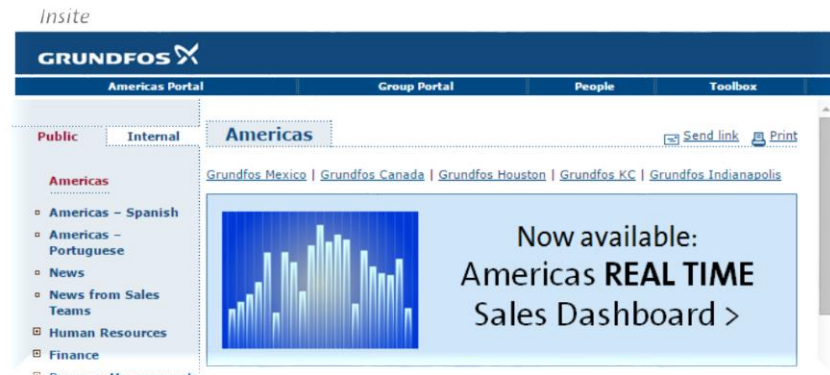 Insite
GRUNDFOS
Americas Portal Group Portal People Toolbox
Public Internal
Americas
Send link Print
Grundfos Mexico | Grundfos Canada | Grundfos Houston | Grundfos KC | Grundfos Indianapolis
Americas
Americas – Spanish
Americas –
Portuguese
News
News from Sales
Teams
Human Resources
Finance
Now available:
Americas REAL TIME
Sales Dashboard >